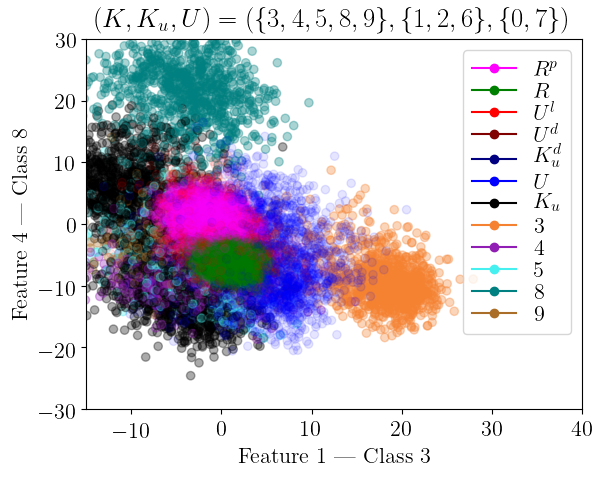 (K, K_u, U) = ({3, 4, 5, 8, 9}, {1, 2, 6}, {0, 7})
30
20
10
0
−10
−20
−30
Feature 4 — Class 8
−10
0
10
20
30
40
Feature 1 — Class 3
R^p
R
U^l
U^d
K_u^d
U
K_u
3
4
5
8
9